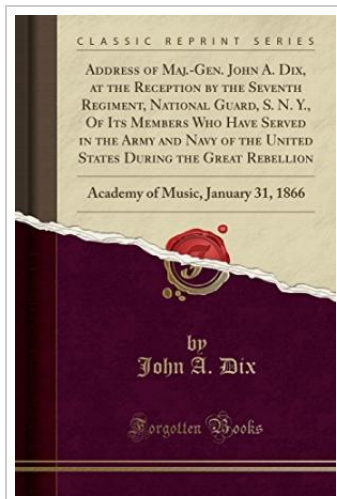 CLASSIC REPRINT SERIES
ADDRESS OF MAJ.-GEN. JOHN A. DIX,
AT THE RECEPTION BY THE SEVENTH
REGIMENT, NATIONAL GUARD, S. N. Y.,
OF ITS MEMBERS WHO HAVE SERVED
IN THE ARMY AND NAVY OF THE UNITED
STATES DURING THE GREAT REBELLION
Academy of Music, January 31, 1866
by
John A. Dix
Forgotten Books